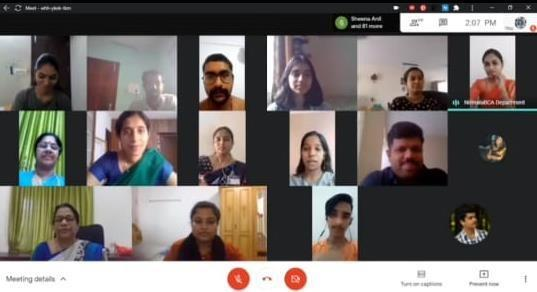 Meet - whh-ykek-tbm
Sheena Anil
and 81 more
2:07 PM
You
NirmalaBCA Department
Meeting details
Turn on captions
Present now